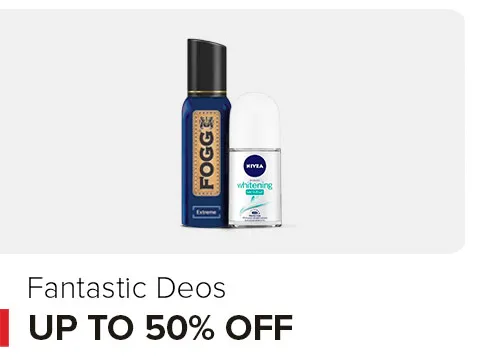 FOGG
Extreme
NIVEA
whitening
Fantastic Deos
UP TO 50% OFF